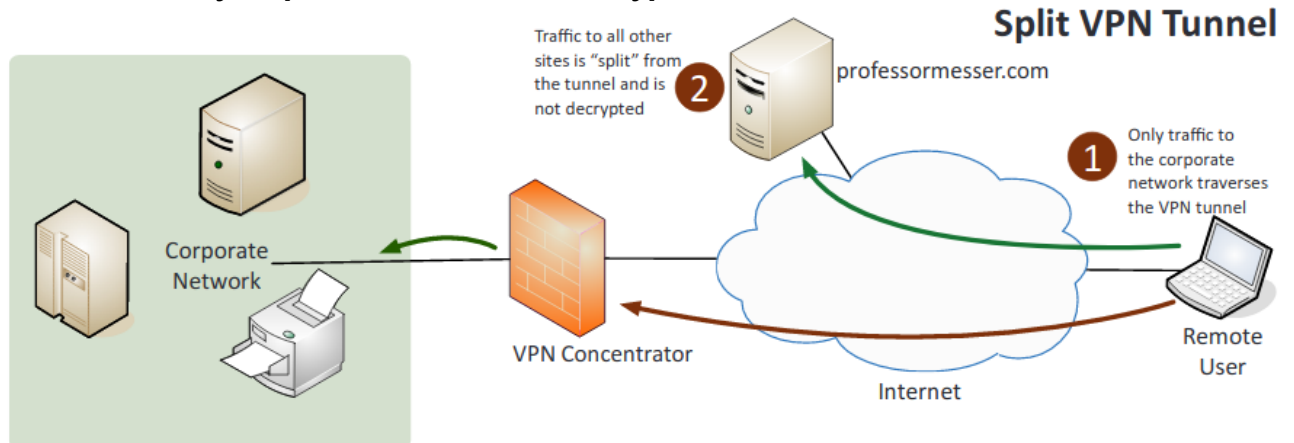 Split VPN Tunnel
Traffic to all other
sites is “split” from
the tunnel and is
not decrypted
2
professormesser.com
1
Only traffic to
the corporate
network traverses
the VPN tunnel
Corporate
Network
VPN Concentrator
Internet
Remote
User